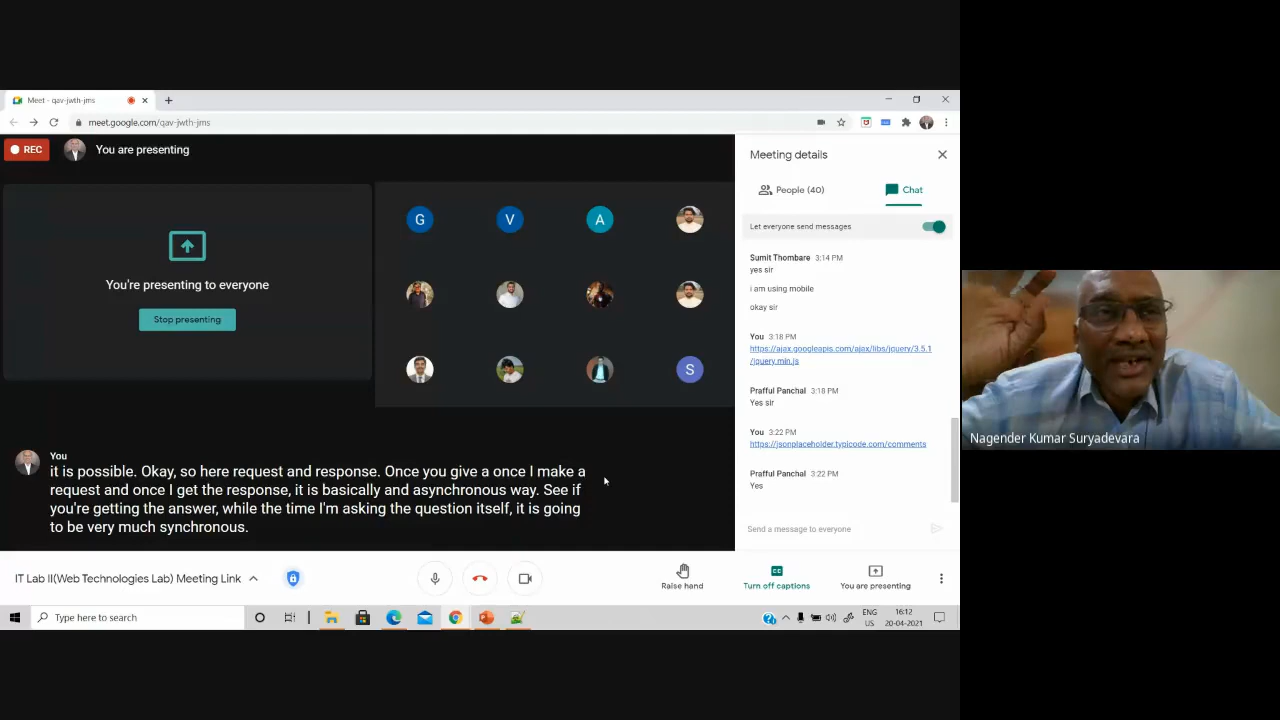 Meet - qav-jwth-jms
meet.google.com/qav-jwth-jms
REC
You are presenting
You're presenting to everyone
Stop presenting
G
V
A
S
Meeting details
People (40)
Chat
Let everyone send messages
Sumit Thombare 3:14 PM
yes sir
i am using mobile
okay sir
You 3:18 PM
https://ajax.googleapis.com/ajax/libs/jquery/3.5.1
/jquery.min.js
Prafful Panchal 3:18 PM
Yes sir
You 3:22 PM
https://jsonplaceholder.typicode.com/comments
Prafful Panchal 3:22 PM
Yes
Send a message to everyone
You
it is possible. Okay, so here request and response. Once you give a once I make a
request and once I get the response, it is basically and asynchronous way. See if
you're getting the answer, while the time I'm asking the question itself, it is going
to be very much synchronous.
Nagender Kumar Suryadevara
IT Lab II(Web Technologies Lab) Meeting Link
Raise hand
CC
Turn off captions
You are presenting
Type here to search
ENG
US
16:12
20-04-2021